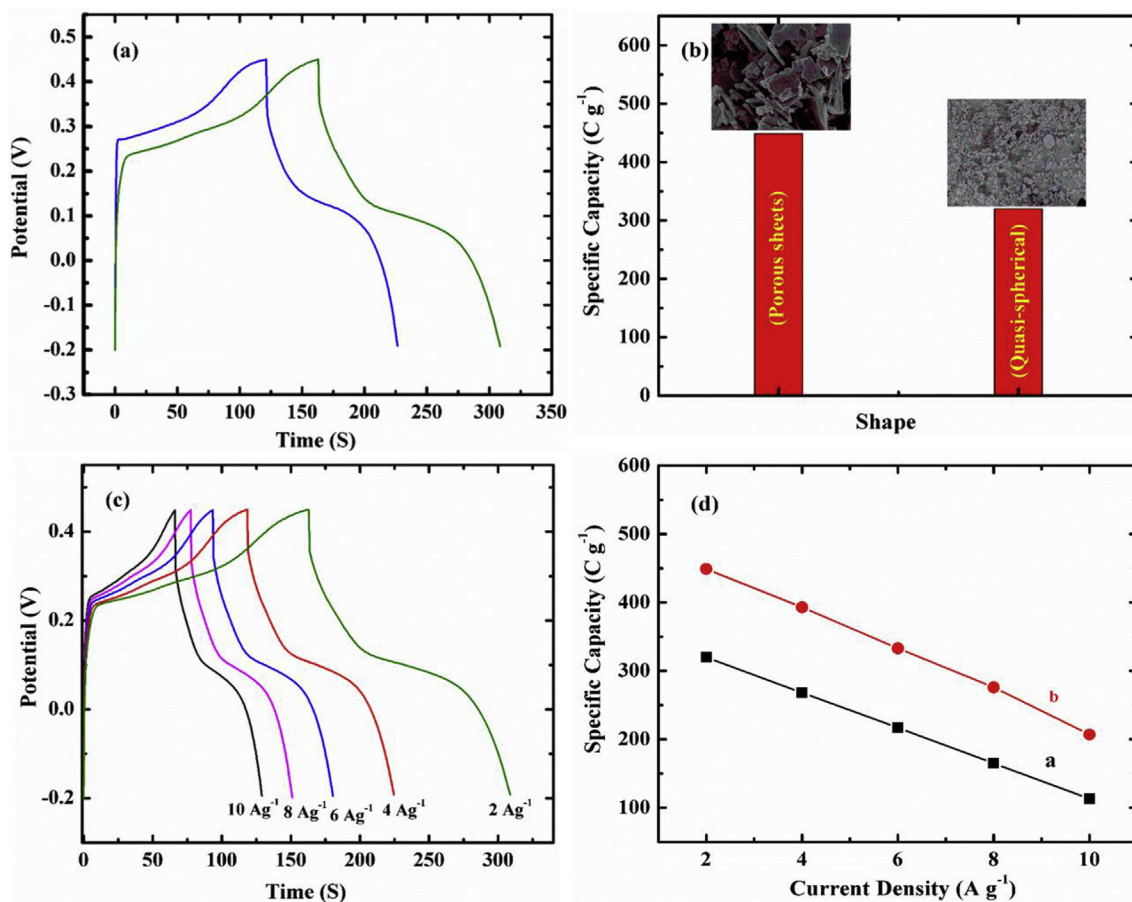 (a)
0.5
0.4
0.3
0.2
0.1
0.0
-0.1
-0.2
-0.3
Potential (V)
0 50 100 150 200 250 300 350
Time (S)
(b)
600
500
400
300
200
100
0
Specific Capacity (C g⁻¹)
(Porous sheets)
(Quasi-spherical)
Shape
(c)
0.4
0.2
0.0
-0.2
Potential (V)
10 Ag⁻¹ 8 Ag⁻¹ 6 Ag⁻¹ 4 Ag⁻¹ 2 Ag⁻¹
0 50 100 150 200 250 300
Time (S)
(d)
600
500
400
300
200
100
Specific Capacity (C g⁻¹)
b
a
2 4 6 8 10
Current Density (A g⁻¹)